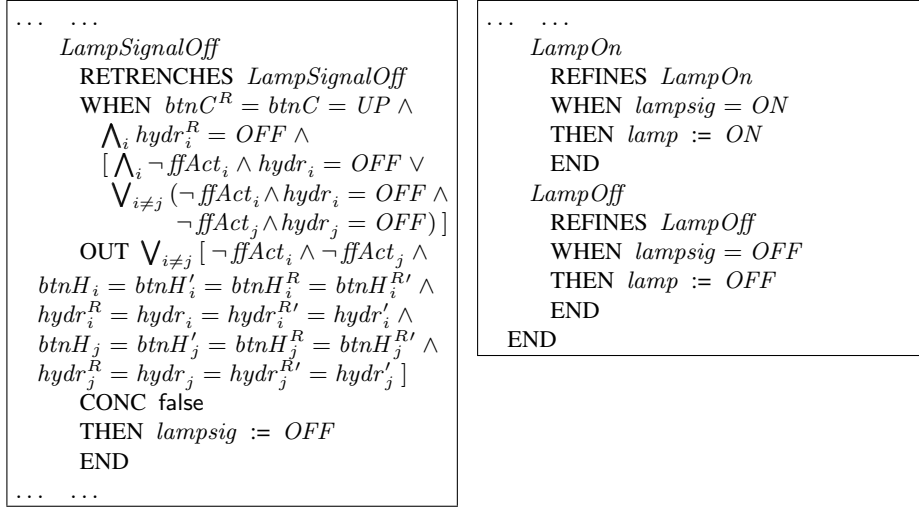 ... ...
LampSignalOff
RETRENCHES LampSignalOff
WHEN btnC^R = btnC = UP ∧
⋀_i hydr_i^R = OFF ∧
[ ⋀_i ¬ ffAct_i ∧ hydr_i = OFF ∨
⋁_{i≠j} (¬ ffAct_i ∧ hydr_i = OFF ∧
¬ ffAct_j ∧ hydr_j = OFF) ]
OUT ⋁_{i≠j} [ ¬ ffAct_i ∧ ¬ ffAct_j ∧
btnH_i = btnH′_i = btnH_i^R = btnH_i^R′ ∧
hydr_i^R = hydr_i = hydr_i^R′ = hydr′_i ∧
btnH_j = btnH′_j = btnH_j^R = btnH_j^R′ ∧
hydr_j^R = hydr_j = hydr_j^R′ = hydr′_j ]
CONC false
THEN lampsig := OFF
END
... ...
... ...
LampOn
REFINES LampOn
WHEN lampsig = ON
THEN lamp := ON
END
LampOff
REFINES LampOff
WHEN lampsig = OFF
THEN lamp := OFF
END
END